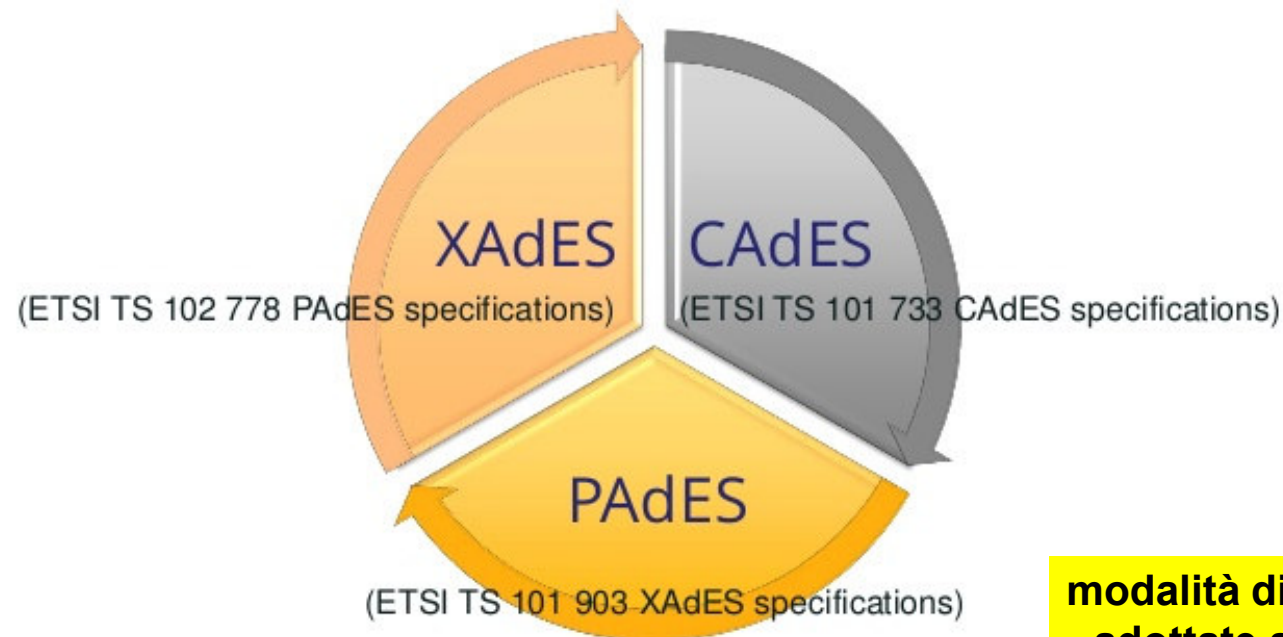 XAdES
(ETSI TS 102 778 PAdES specifications)
CAdES
(ETSI TS 101 733 CAdES specifications)
PAdES
(ETSI TS 101 903 XAdES specifications)
modalità di